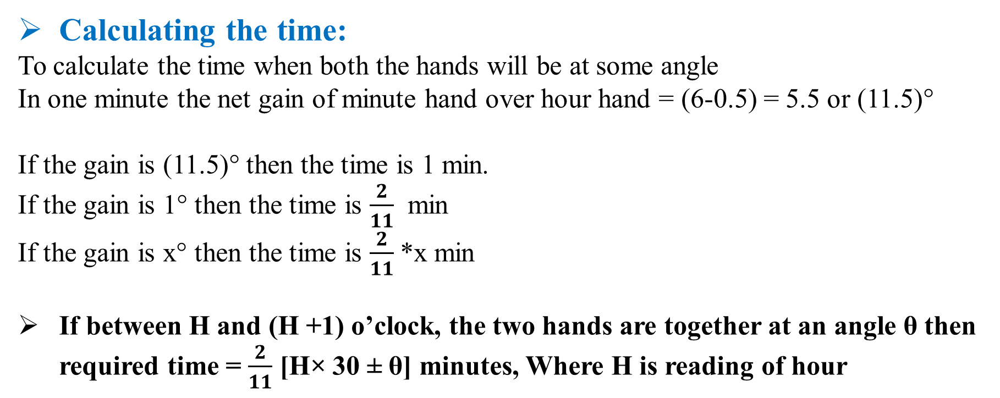 ➢ Calculating the time:
To calculate the time when both the hands will be at some angle
In one minute the net gain of minute hand over hour hand = (6-0.5) = 5.5 or (11.5)°
If the gain is (11.5)° then the time is 1 min.
If the gain is 1° then the time is 2/11 min
If the gain is x° then the time is 2/11 *x min
➢ If between H and (H +1) o’clock, the two hands are together at an angle θ then
required time = 2/11 [H× 30 ± θ] minutes, Where H is reading of hour